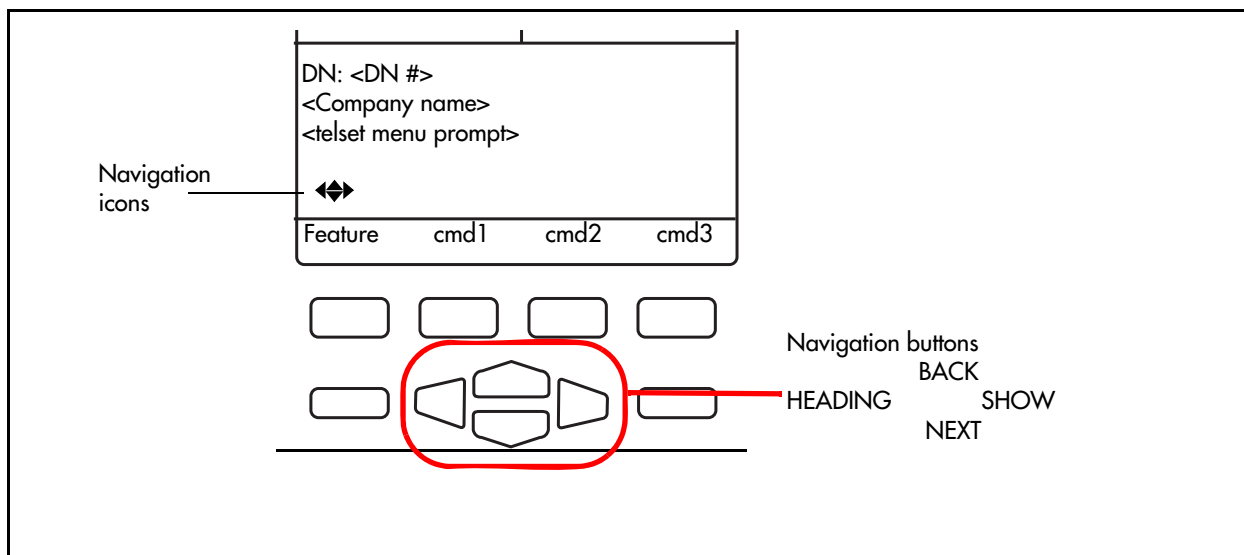 DN: <DN #>
<Company name>
<telset menu prompt>
Navigation
icons
Feature cmd1 cmd2 cmd3
Navigation buttons
BACK
HEADING SHOW
NEXT